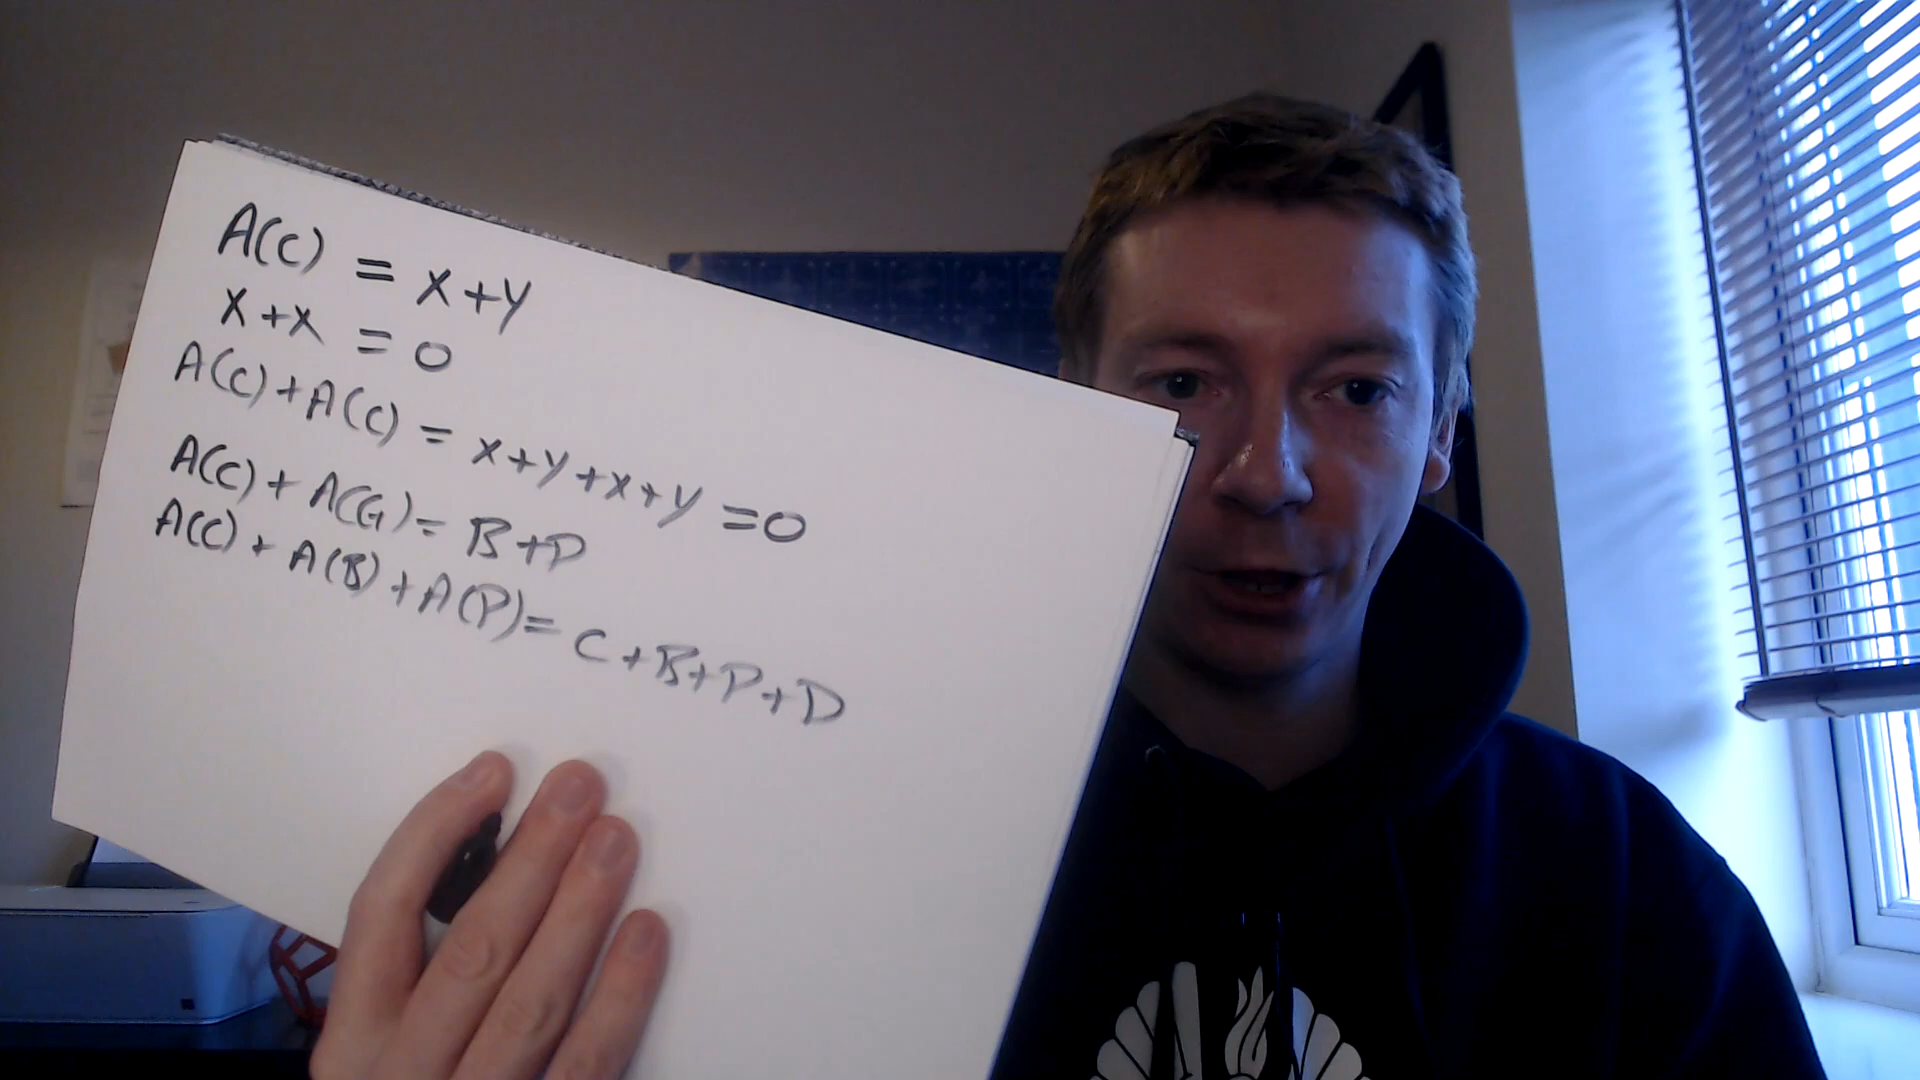 A(C) = X+Y
X+X = 0
A(C)+A(C) = X+Y+X+Y=0
A(C)+A(G)=B+P
A(C)+A(B)+A(P)=C+B+P+D